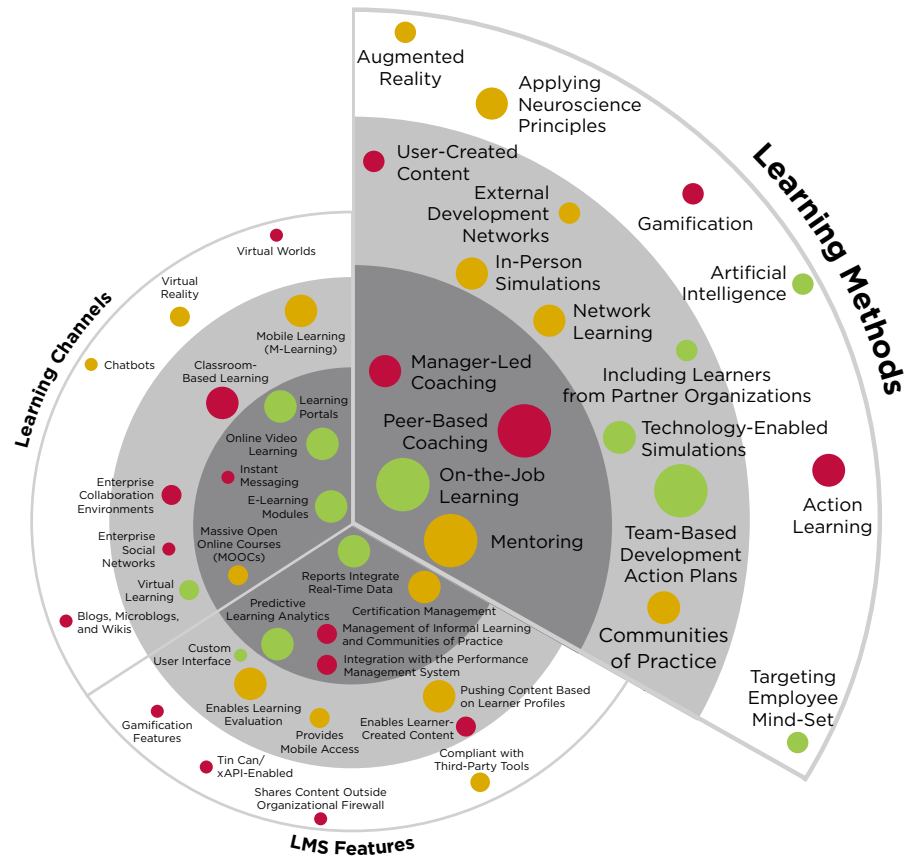 Learning Methods
Augmented
Reality
Applying
Neuroscience
Principles
User-Created
Content
External
Development
Networks
Gamification
In-Person
Simulations
Artificial
Intelligence
Network
Learning
Manager-Led
Coaching
Including Learners
from Partner Organizations
Peer-Based
Coaching
Technology-Enabled
Simulations
On-the-Job
Learning
Action
Learning
Mentoring
Team-Based
Development
Action Plans
Communities
of Practice
Targeting
Employee
Mind-Set
Learning Channels
Virtual Worlds
Virtual
Reality
Mobile Learning
(M-Learning)
Chatbots
Classroom-
Based Learning
Learning
Portals
Online Video
Learning
Instant
Messaging
Enterprise
Collaboration
Environments
E-Learning
Modules
Enterprise
Social
Networks
Massive Open
Online Courses
(MOOCs)
Virtual
Learning
Blogs, Microblogs,
and Wikis
Reports Integrate
Real-Time Data
Certification Management
Predictive
Learning Analytics
Management of Informal Learning
and Communities of Practice
Integration with the Performance
Management System
Custom
User Interface
Enables Learning
Evaluation
Provides
Mobile Access
Pushing Content Based
on Learner Profiles
Enables Learner-
Created Content
Gamification
Features
Tin Can/
xAPI-Enabled
Shares Content Outside
Organizational Firewall
Compliant with
Third-Party Tools
LMS Features